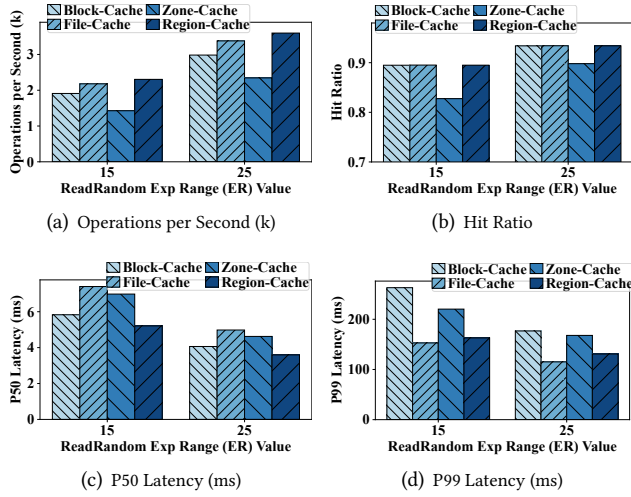 Block-Cache Zone-Cache
File-Cache Region-Cache
Operations per Second (k)
3
2
1
0
15 25
ReadRandom Exp Range (ER) Value
(a) Operations per Second (k)
Block-Cache Zone-Cache
File-Cache Region-Cache
Hit Ratio
0.9
0.8
0.7
15 25
ReadRandom Exp Range (ER) Value
(b) Hit Ratio
Block-Cache Zone-Cache
File-Cache Region-Cache
P50 Latency (ms)
6
4
2
0
15 25
ReadRandom Exp Range (ER) Value
(c) P50 Latency (ms)
Block-Cache Zone-Cache
File-Cache Region-Cache
P99 Latency (ms)
200
100
0
15 25
ReadRandom Exp Range (ER) Value
(d) P99 Latency (ms)